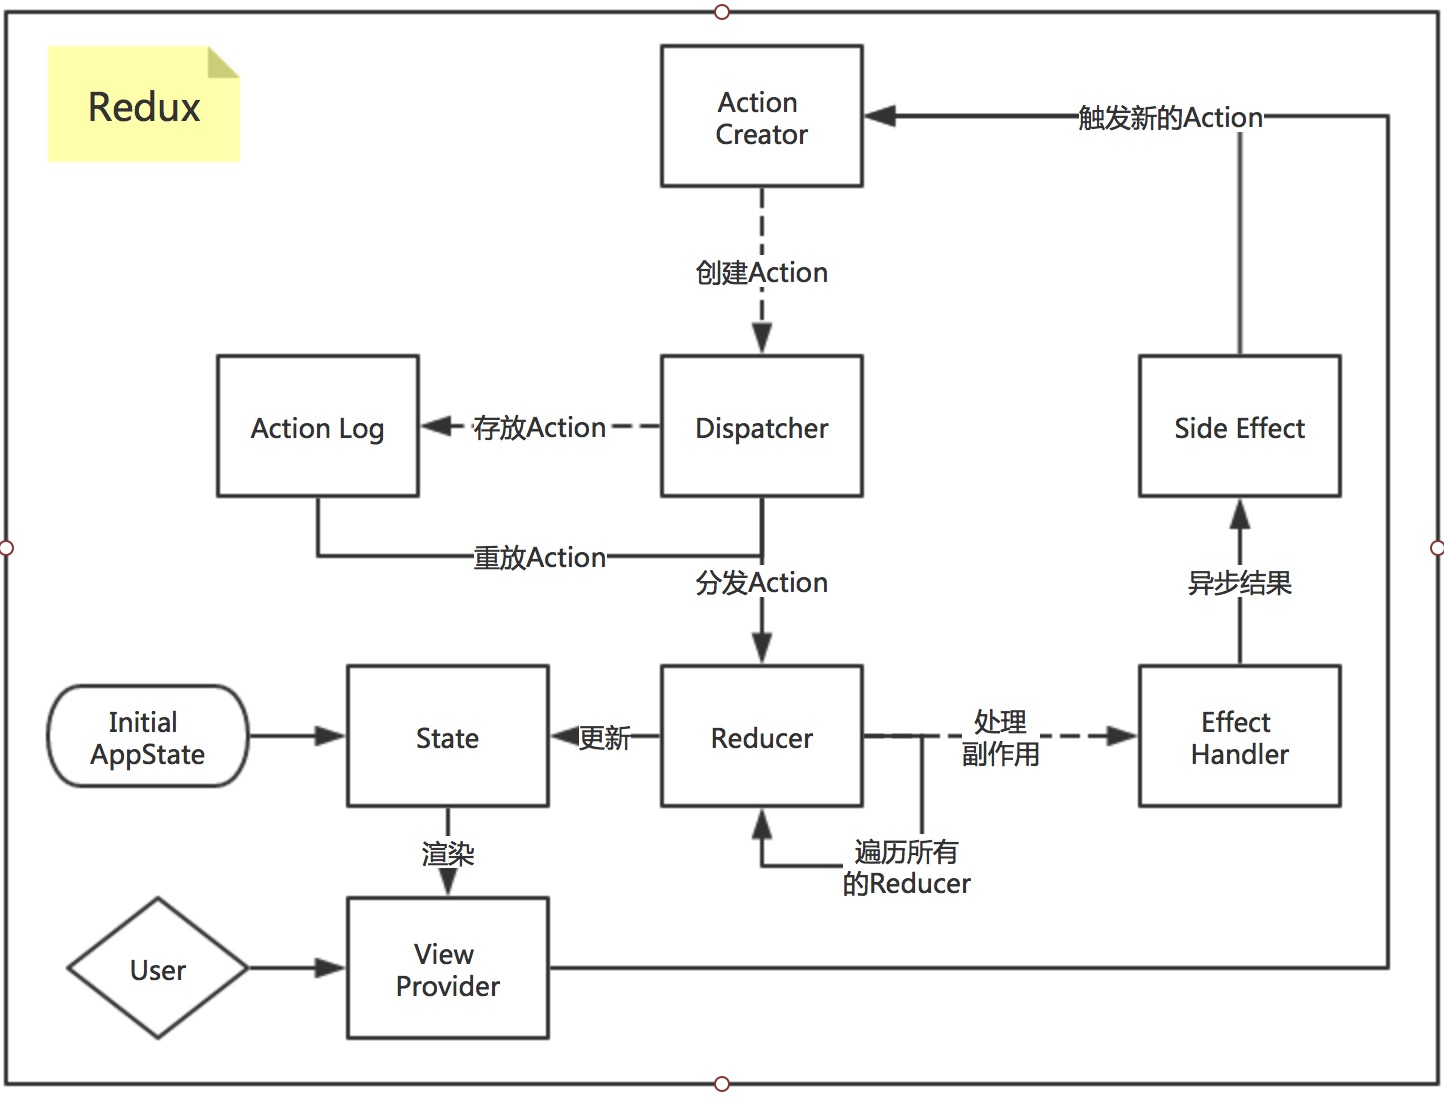 Redux
Action
Creator
触发新的Action
创建Action
Action Log
存放Action
Dispatcher
Side Effect
重放Action
分发Action
异步结果
Initial
AppState
State
更新
Reducer
处理
副作用
Effect
Handler
渲染
遍历所有
的Reducer
User
View
Provider